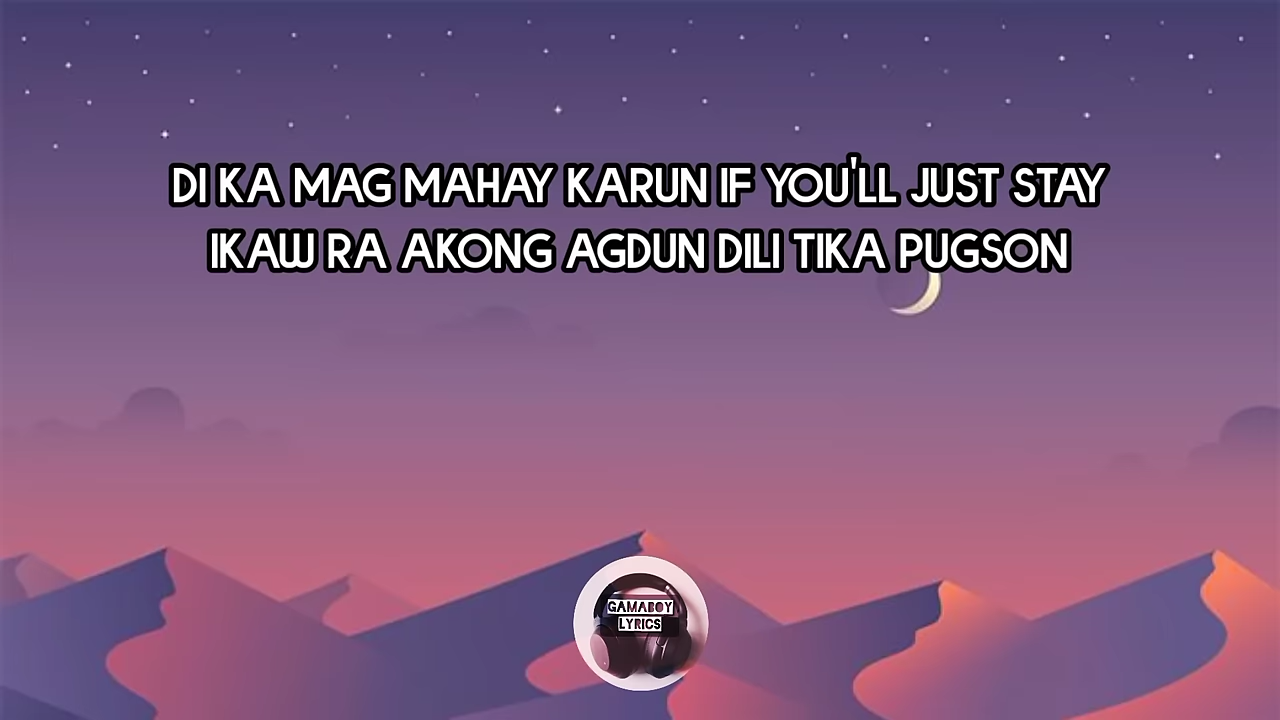 DI KA MAG MAHAY KARUN IF YOU'LL JUST STAY
IKAW RA AKONG AGDUN DILI TIKA PUGSON
GAMABOY
LYRICS